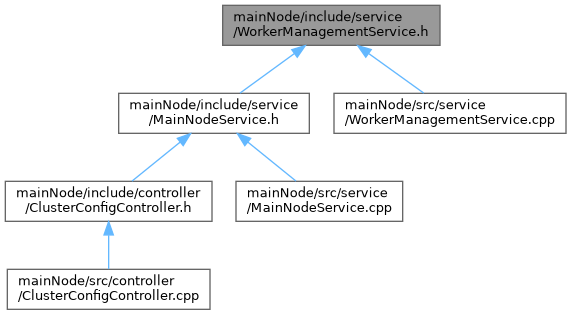 mainNode/include/service
/WorkerManagementService.h
mainNode/include/service
/MainNodeService.h
mainNode/src/service
/WorkerManagementService.cpp
mainNode/include/controller
/ClusterConfigController.h
mainNode/src/service
/MainNodeService.cpp
mainNode/src/controller
/ClusterConfigController.cpp